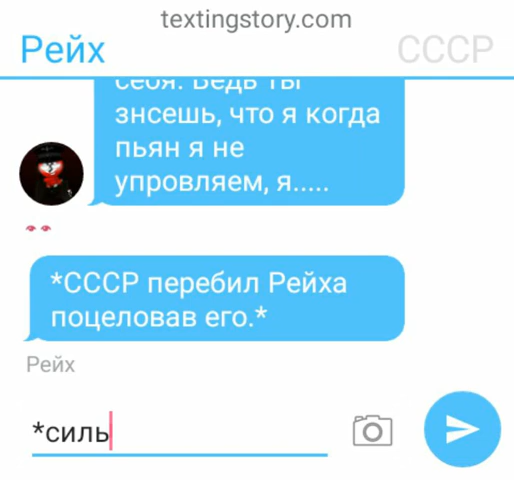 textingstory.com
Рейх
СССР
себя. Ведь ты
знсешь, что я когда
пьян я не
упровляем, я.....
*СССР перебил Рейха
поцеловав его.*
Рейх
*силь